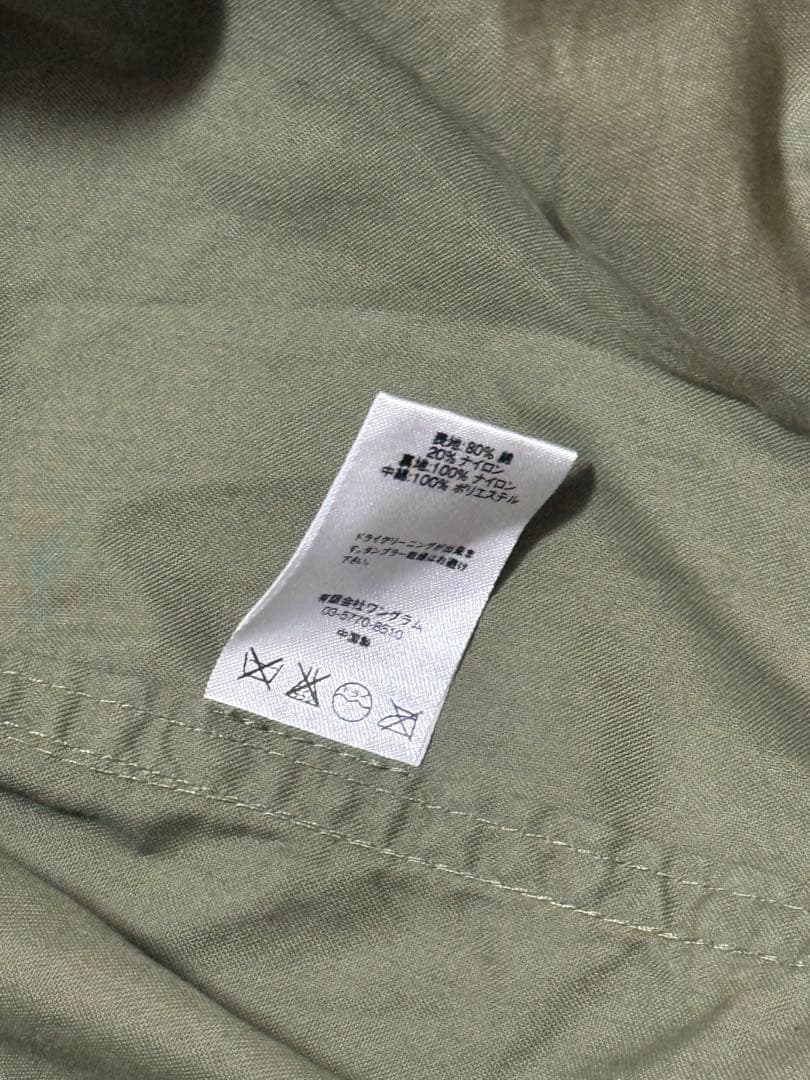 表地:80% 綿
20% ナイロン
裏地:100% ナイロン
中綿:100% ポリエステル
ドライクリーニングが出来ま
す。タンブラー乾燥はお避け
下さい。
有限会社ワングラム
03-5770-8510
中国製